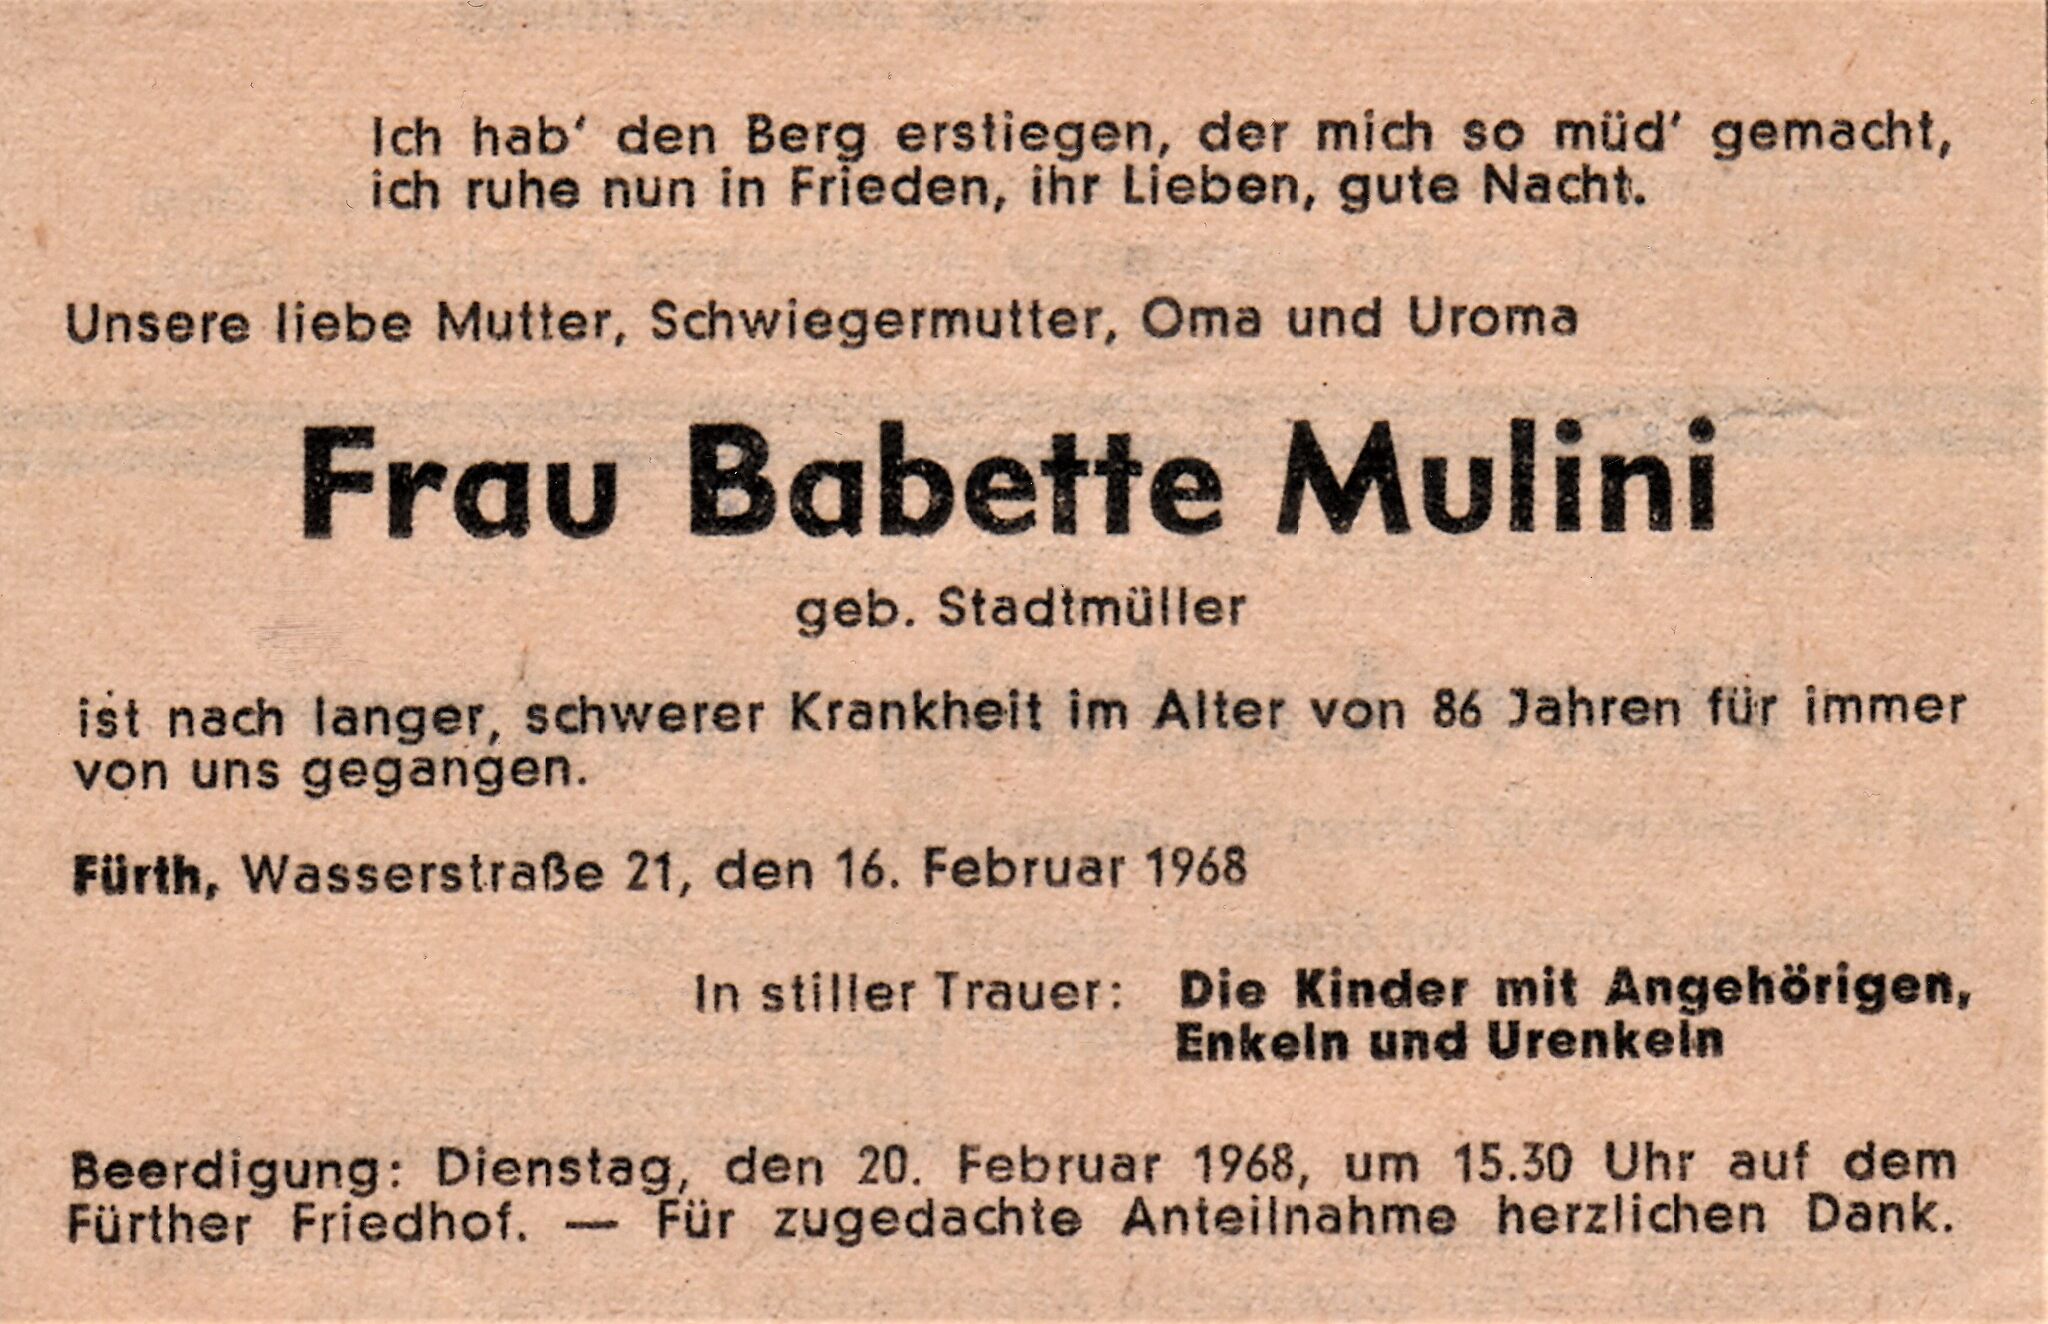 Ich hab' den Berg erstiegen, der mich so müd' gemacht,
ich ruhe nun in Frieden, ihr Lieben, gute Nacht.
Unsere liebe Mutter, Schwiegermutter, Oma und Uroma
Frau Babette Mulini
geb. Stadtmüller
ist nach langer, schwerer Krankheit im Alter von 86 Jahren für immer
von uns gegangen.
Fürth, Wasserstraße 21, den 16. Februar 1968
In stiller Trauer: Die Kinder mit Angehörigen,
Enkeln und Urenkeln
Beerdigung: Dienstag, den 20. Februar 1968, um 15.30 Uhr auf dem
Fürther Friedhof. — Für zugedachte Anteilnahme herzlichen Dank.